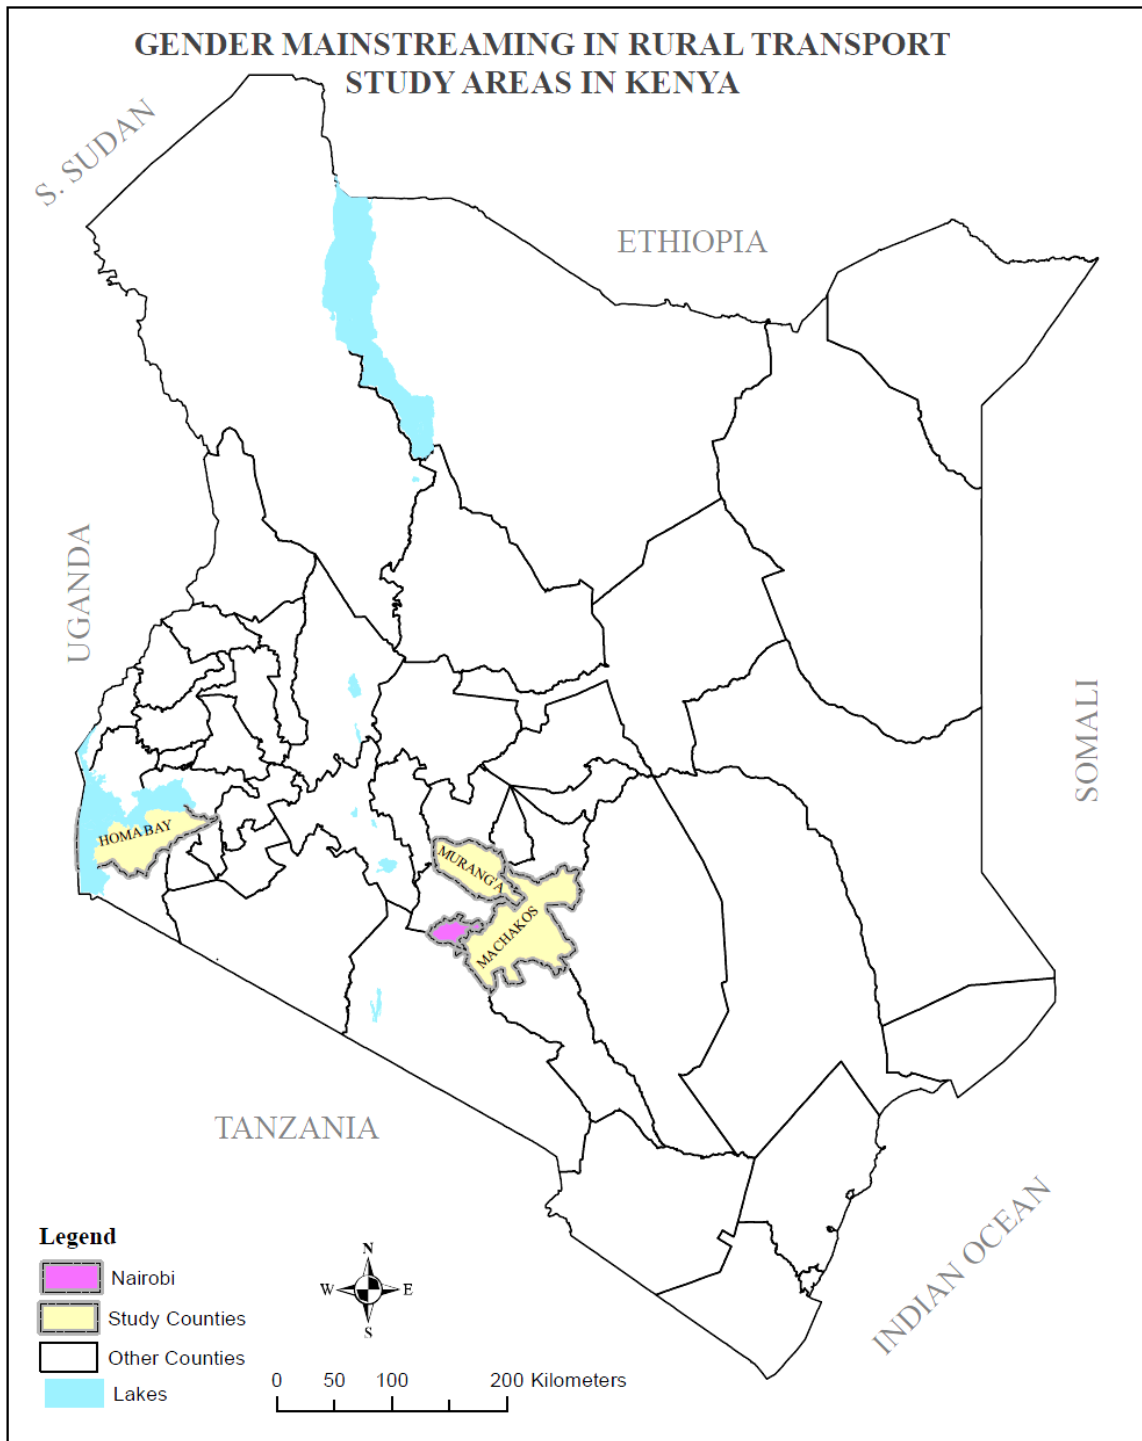 GENDER MAINSTREAMING IN RURAL TRANSPORT
STUDY AREAS IN KENYA
S. SUDAN
ETHIOPIA
UGANDA
SOMALI
HOMA BAY
MURANG'A
MACHAKOS
TANZANIA
INDIAN OCEAN
Legend
Nairobi
Study Counties
Other Counties
Lakes
N
W E
S
0 50 100 200 Kilometers